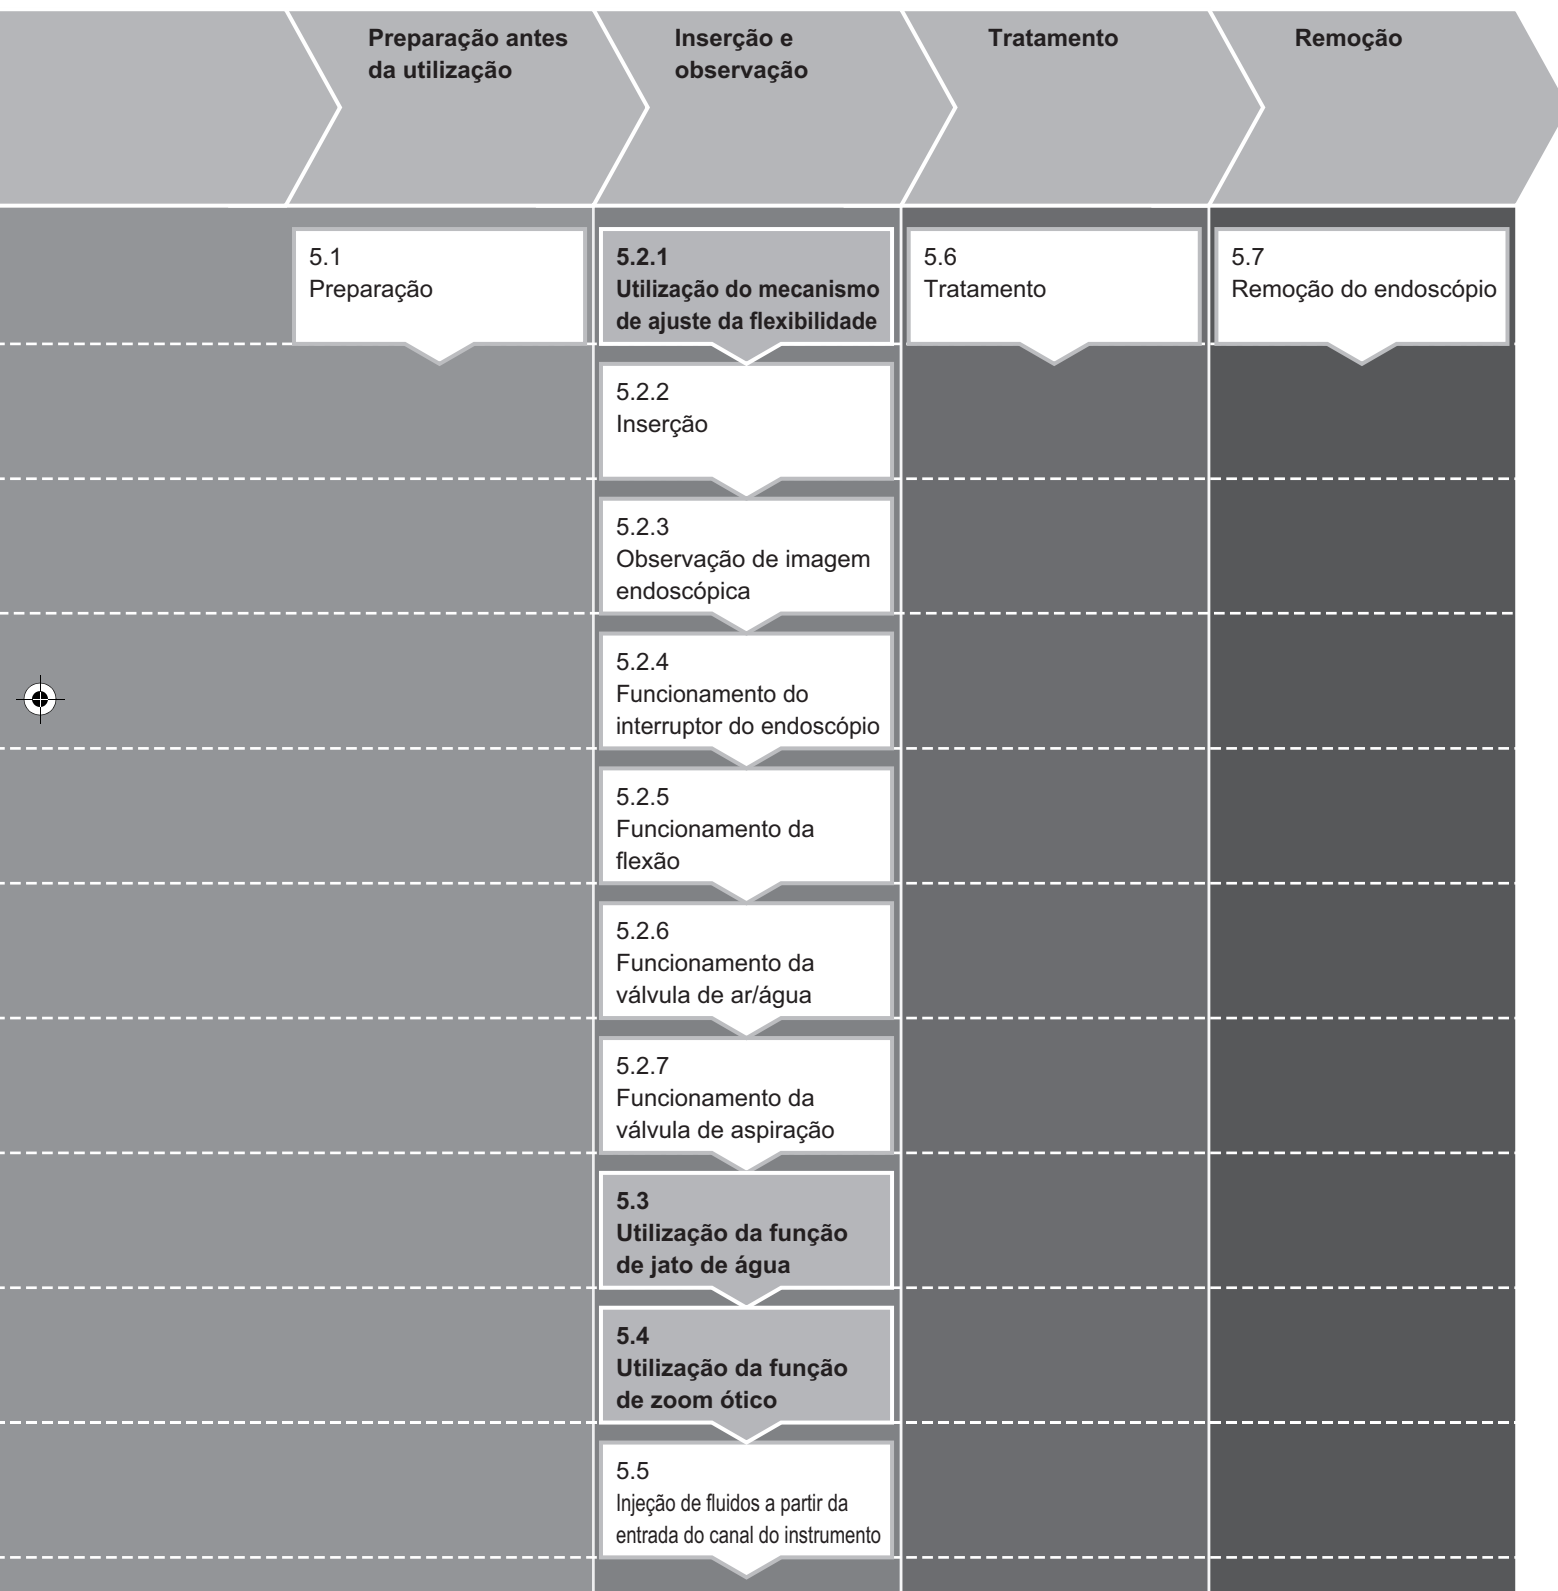 Preparação antes
da utilização
Inserção e
observação
Tratamento
Remoção
5.1
Preparação
5.2.1
Utilização do mecanismo
de ajuste da flexibilidade
5.6
Tratamento
5.7
Remoção do endoscópio
5.2.2
Inserção
5.2.3
Observação de imagem
endoscópica
5.2.4
Funcionamento do
interruptor do endoscópio
5.2.5
Funcionamento da
flexão
5.2.6
Funcionamento da
válvula de ar/água
5.2.7
Funcionamento da
válvula de aspiração
5.3
Utilização da função
de jato de água
5.4
Utilização da função
de zoom ótico
5.5
Injeção de fluidos a partir da
entrada do canal do instrumento